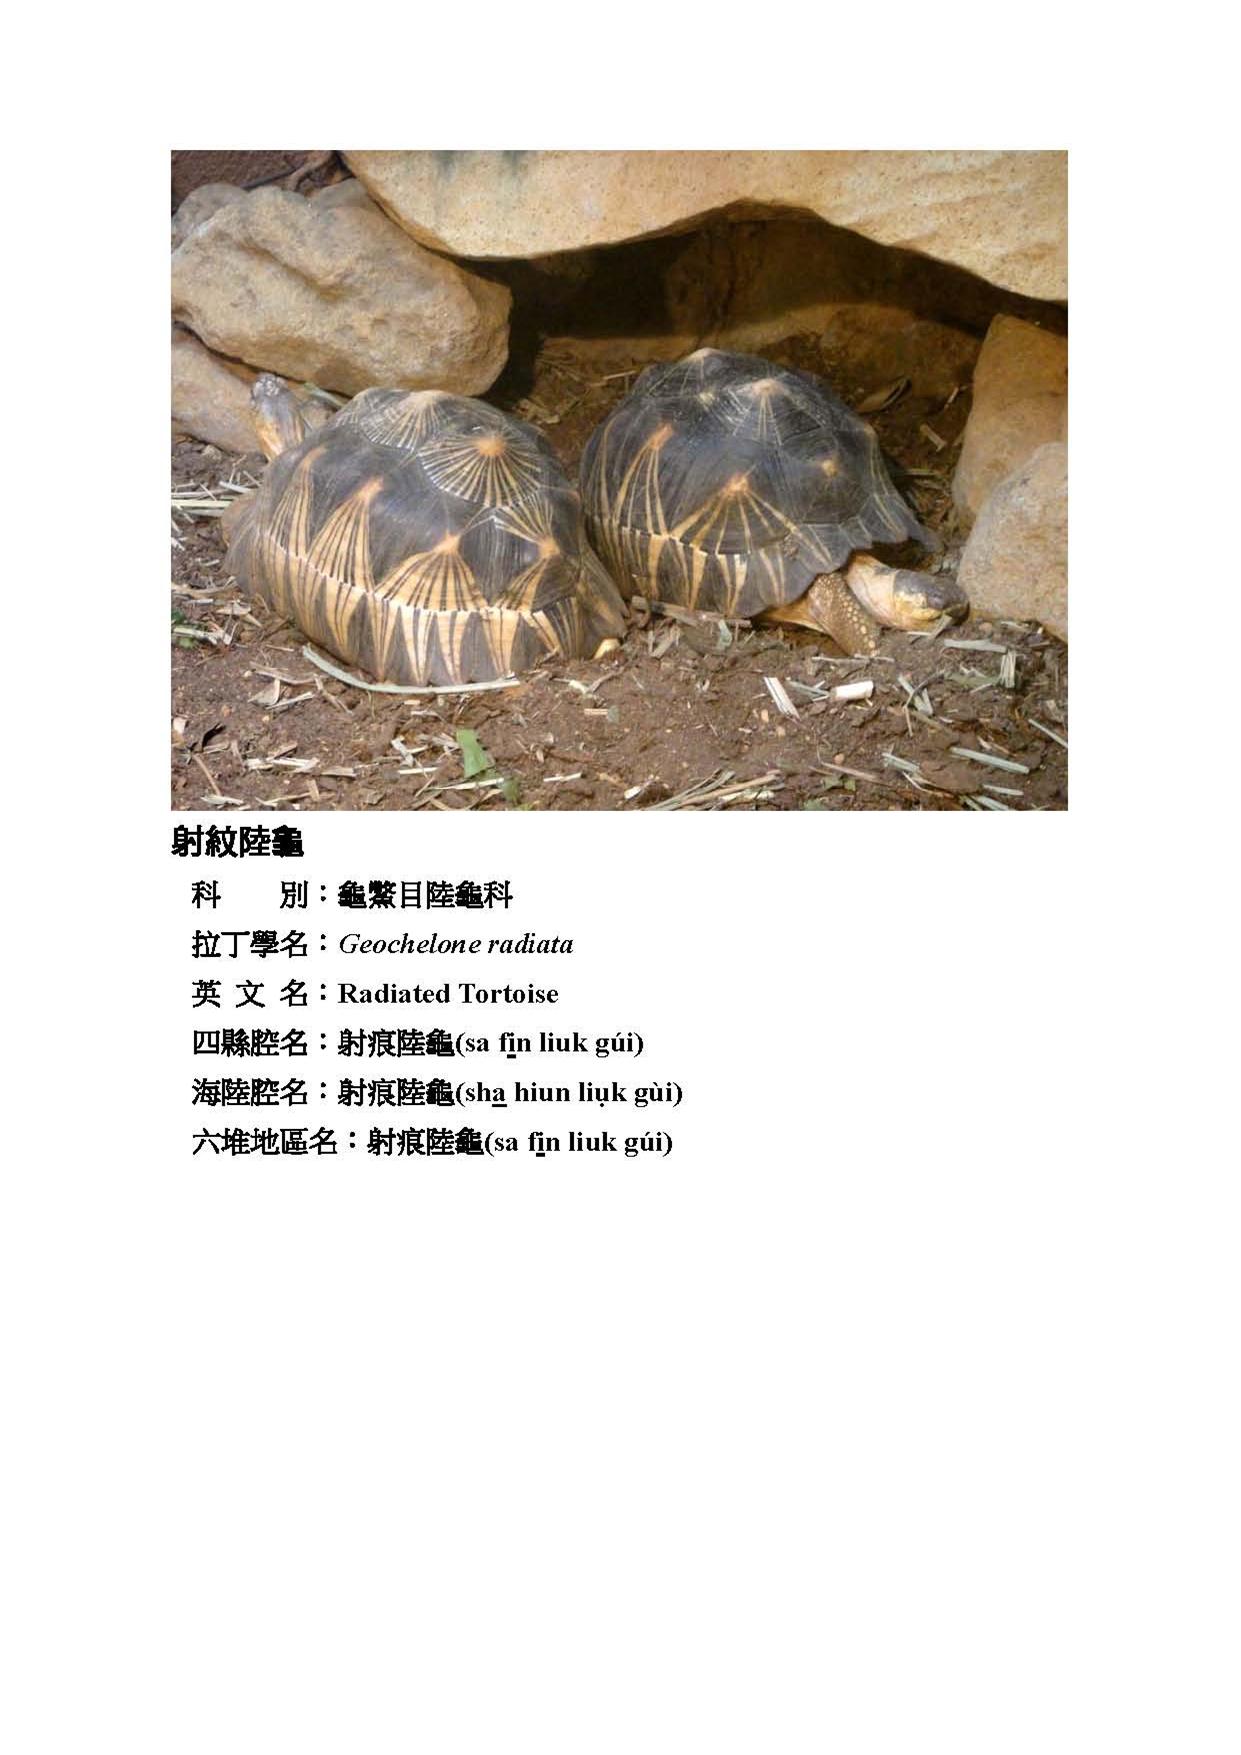 射紋陸龜
科　　別：龜鱉目陸龜科
拉丁學名：Geochelone radiata
英 文 名：Radiated Tortoise
四縣腔名：射痕陸龜(sa fi̱n liuk gúi)
海陸腔名：射痕陸龜(sha̱ hiun liụk gùi)
六堆地區名：射痕陸龜(sa fi̱n liuk gúi)